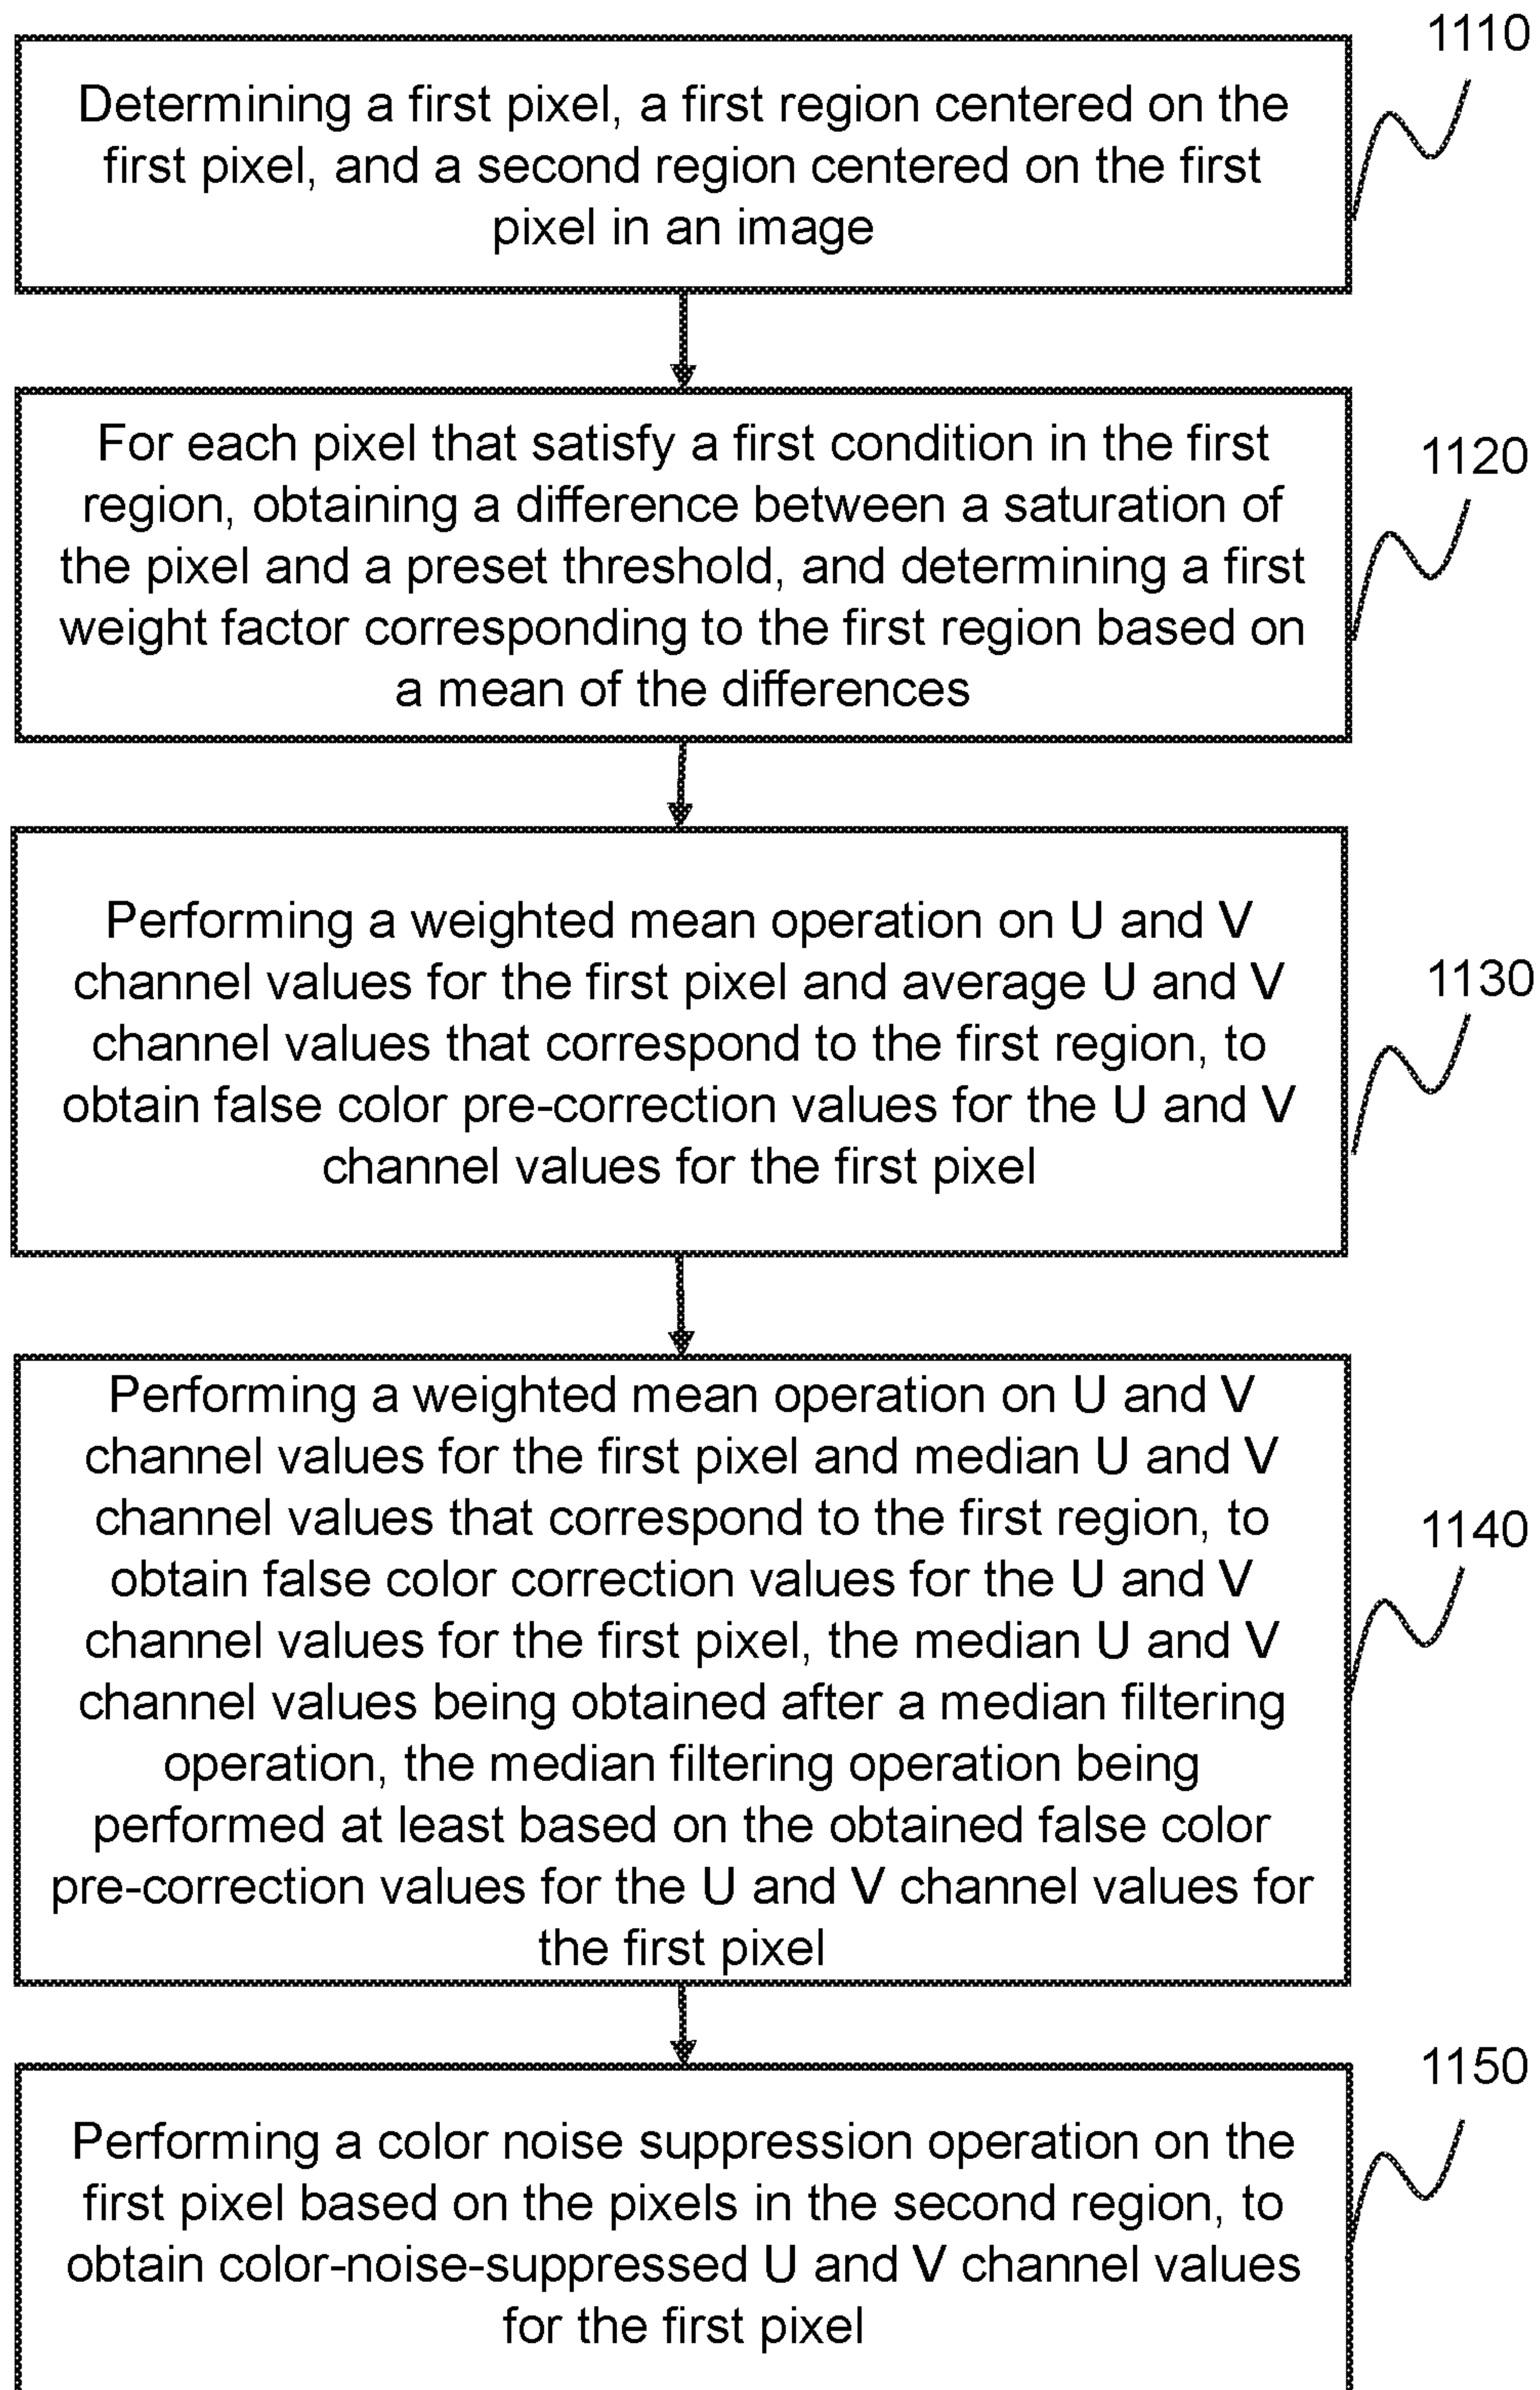 1110
Determining a first pixel, a first region centered on the
first pixel, and a second region centered on the first
pixel in an image
1120
For each pixel that satisfy a first condition in the first
region, obtaining a difference between a saturation of
the pixel and a preset threshold, and determining a first
weight factor corresponding to the first region based on
a mean of the differences
1130
Performing a weighted mean operation on U and V
channel values for the first pixel and average U and V
channel values that correspond to the first region, to
obtain false color pre-correction values for the U and V
channel values for the first pixel
1140
Performing a weighted mean operation on U and V
channel values for the first pixel and median U and V
channel values that correspond to the first region, to
obtain false color correction values for the U and V
channel values for the first pixel, the median U and V
channel values being obtained after a median filtering
operation, the median filtering operation being
performed at least based on the obtained false color
pre-correction values for the U and V channel values for
the first pixel
1150
Performing a color noise suppression operation on the
first pixel based on the pixels in the second region, to
obtain color-noise-suppressed U and V channel values
for the first pixel